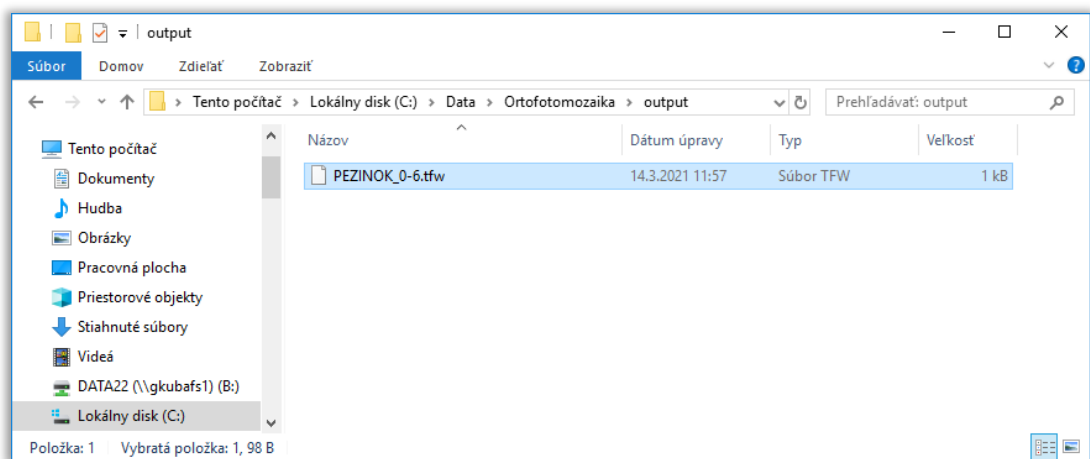 output
Súbor Domov Zdieľať Zobraziť
Tento počítač › Lokálny disk (C:) › Data › Ortofotomozaika › output Prehľadávať: output
Názov Dátum úpravy Typ Veľkosť
PEZINOK_0-6.tfw 14.3.2021 11:57 Súbor TFW 1 kB
Tento počítač
Dokumenty
Hudba
Obrázky
Pracovná plocha
Priestorové objekty
Stiahnuté súbory
Videá
DATA22 (\\gkubafs1) (B:)
Lokálny disk (C:)
Položka: 1 Vybratá položka: 1, 98 B